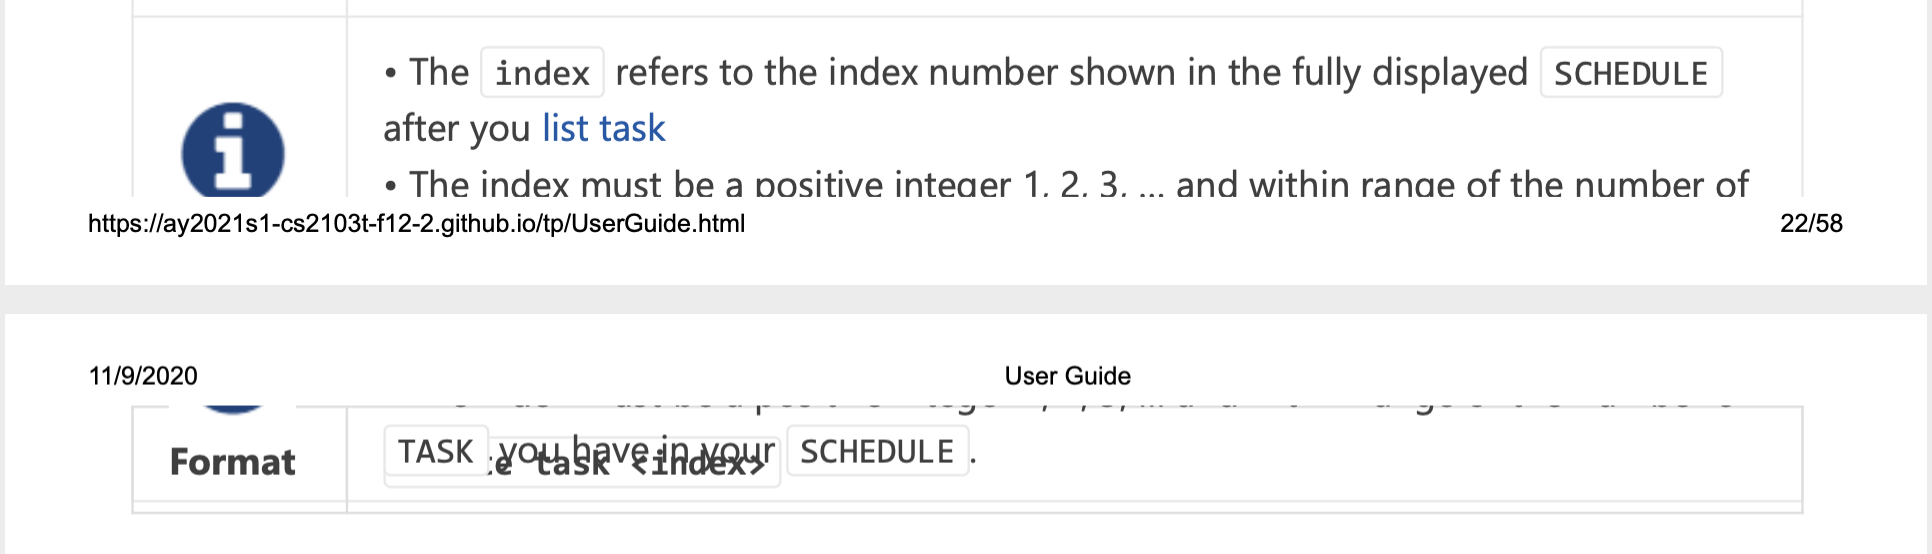 • The index refers to the index number shown in the fully displayed SCHEDULE
after you list task
• The index must be a positive integer 1, 2, 3, ... and within range of the number of
https://ay2021s1-cs2103t-f12-2.github.io/tp/UserGuide.html 22/58
11/9/2020 User Guide
TASK you have in your SCHEDULE.
Format task <index>